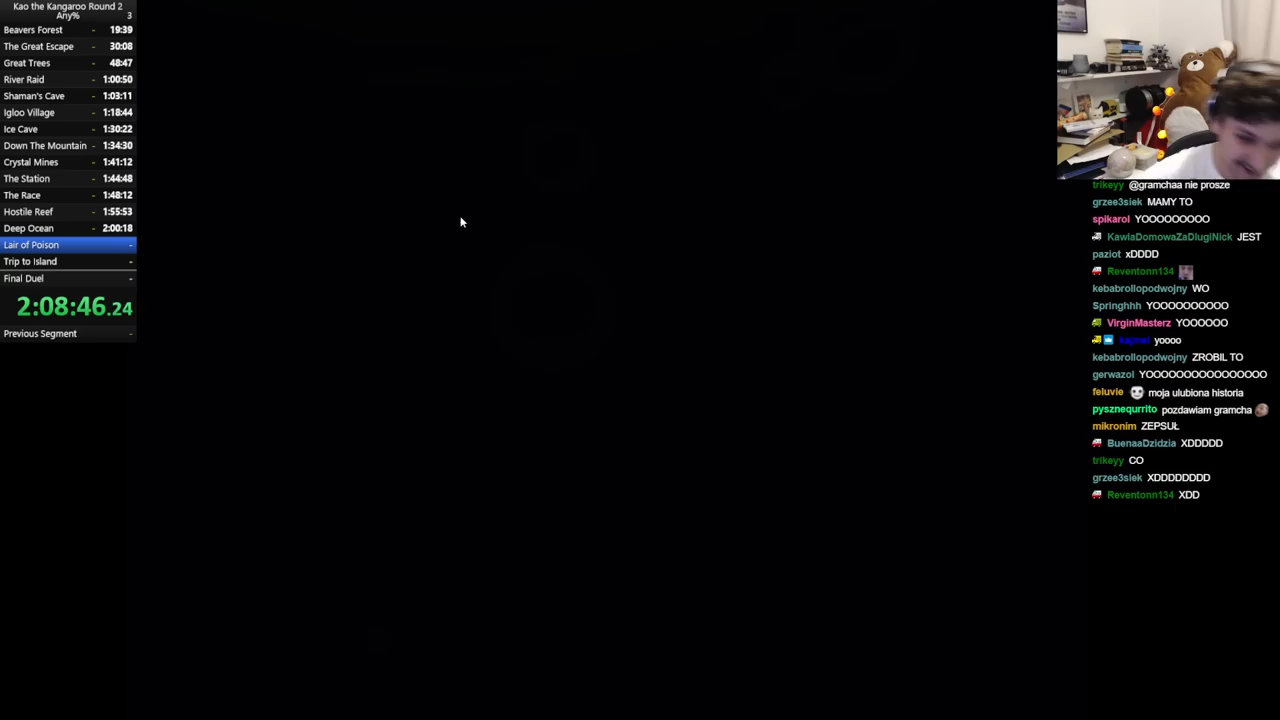 Kao the Kangaroo Round 2
Any% 3
Beavers Forest - 19:39
The Great Escape - 30:08
Great Trees - 48:47
River Raid - 1:00:50
Shaman's Cave - 1:03:11
Igloo Village - 1:18:44
Ice Cave - 1:30:22
Down The Mountain - 1:34:30
Crystal Mines - 1:41:12
The Station - 1:44:48
The Race - 1:48:12
Hostile Reef - 1:55:53
Deep Ocean - 2:00:18
Lair of Poison -
Trip to Island -
Final Duel -
2:08:46.24
Previous Segment -
trikeyy @gramchaa nie prosze
grzee3siek MAMY TO
spikarol YOOOOOOOOO
KawlaDomowaZaDlugiNick JEST
paziot xDDDD
Reventonn134
kebabrollopodwojny WO
Springhhh YOOOOOOOOOO
VirginMasterz YOOOOOO
yoooo
kebabrollopodwojny ZROBIL TO
gerwazol YOOOOOOOOOOOOOOOO
feluvie moja ulubiona historia
pysznequrrito pozdawiam gramcha
mikronim ZEPSUŁ
BuenaaDzidzia XDDDDD
trikeyy CO
grzee3siek XDDDDDDDD
Reventonn134 XDD